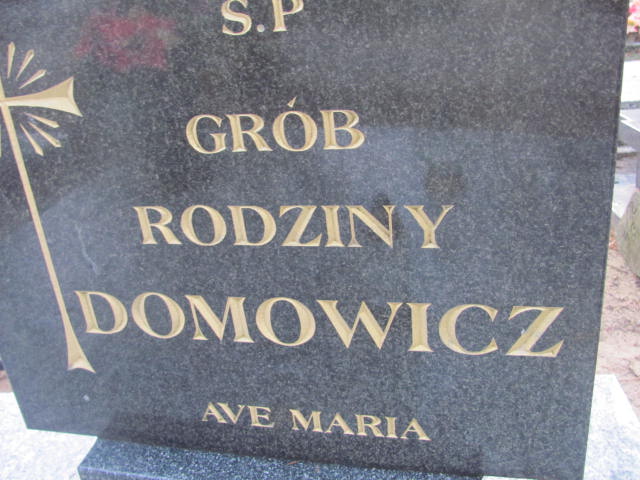 S.P
GRÓB
RODZINY
DOMOWICZ
AVE MARIA